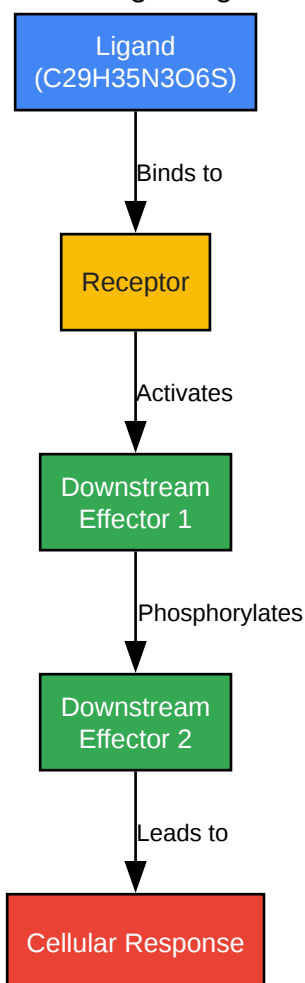 Ligand
(C29H35N3O6S)
Binds to
Receptor
Activates
Downstream
Effector 1
Phosphorylates
Downstream
Effector 2
Leads to
Cellular Response